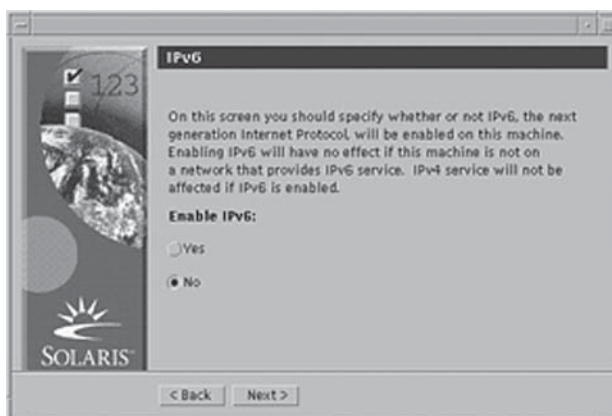 IPv6
123
On this screen you should specify whether or not IPv6, the next
generation Internet Protocol, will be enabled on this machine.
Enabling IPv6 will have no effect if this machine is not on
a network that provides IPv6 service. IPv4 service will not be
affected if IPv6 is enabled.
Enable IPv6:
Yes
No
SOLARIS™
< Back
Next >